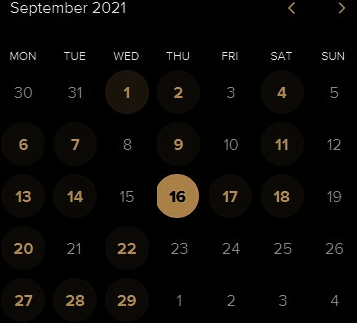 September 2021
MON TUE WED THU FRI SAT SUN
30 31 1 2 3 4 5
6 7 8 9 10 11 12
13 14 15 16 17 18 19
20 21 22 23 24 25 26
27 28 29 1 2 3 4